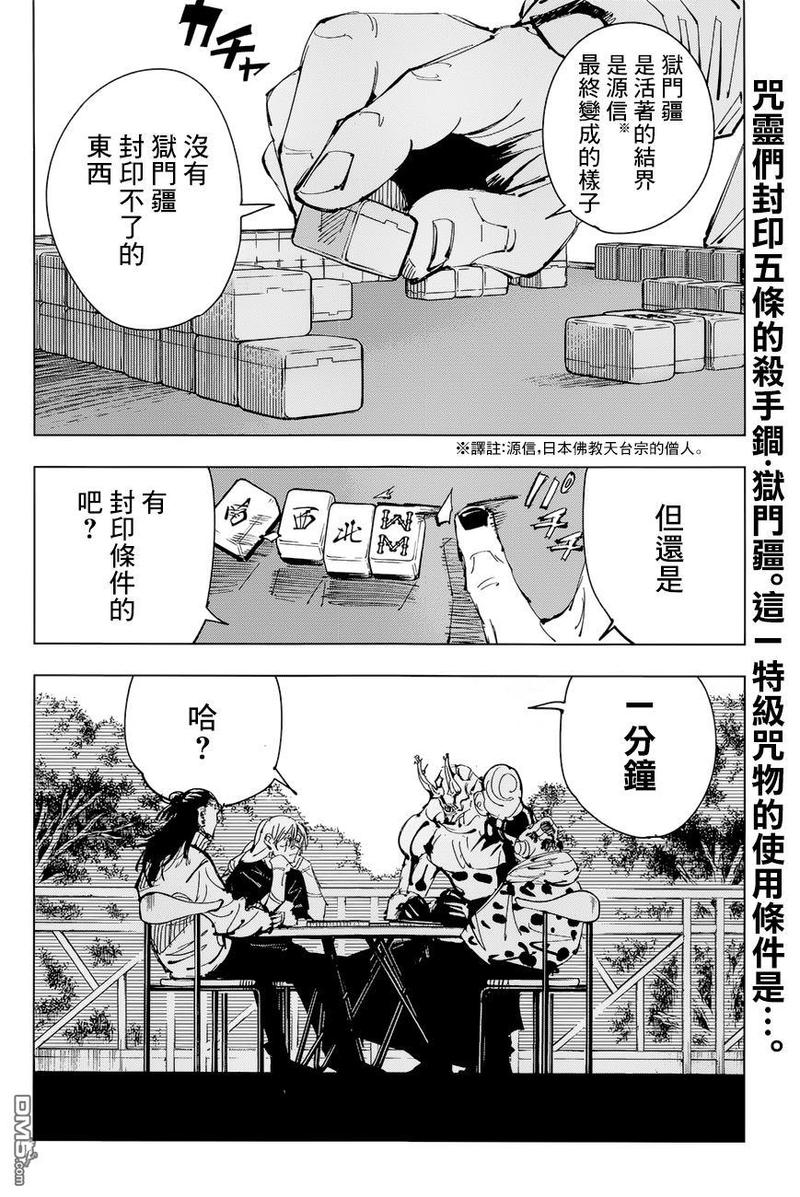 咒靈們封印五條的殺手鐧·獄門疆。這一特級咒物的使用條件是…。
ガチャッ
獄門疆
是活著的結界
是源信※
最終變成的樣子
沒有
獄門疆
封印不了的
東西
※譯註:源信,日本佛教天台宗的僧人。
但還是
西
北
有
封印條件的
吧?
一分鐘
哈?
DM5
.com